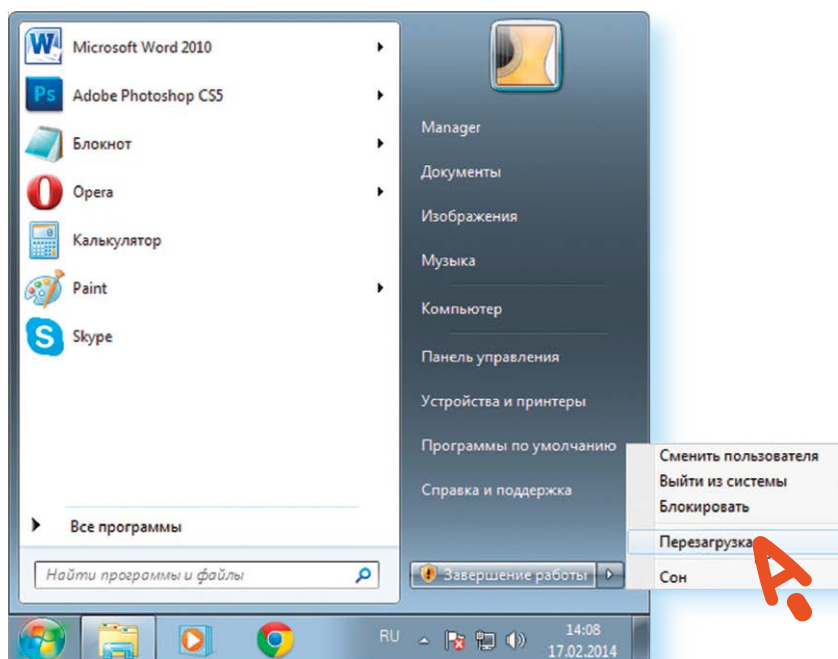 Microsoft Word 2010
Adobe Photoshop CS5
Блокнот
Opera
Калькулятор
Paint
Skype
Все программы
Найти программы и файлы
Manager
Документы
Изображения
Музыка
Компьютер
Панель управления
Устройства и принтеры
Программы по умолчанию
Справка и поддержка
Завершение работы
Сменить пользователя
Выйти из системы
Блокировать
Перезагрузка
Сон
RU
14:08
17.02.2014